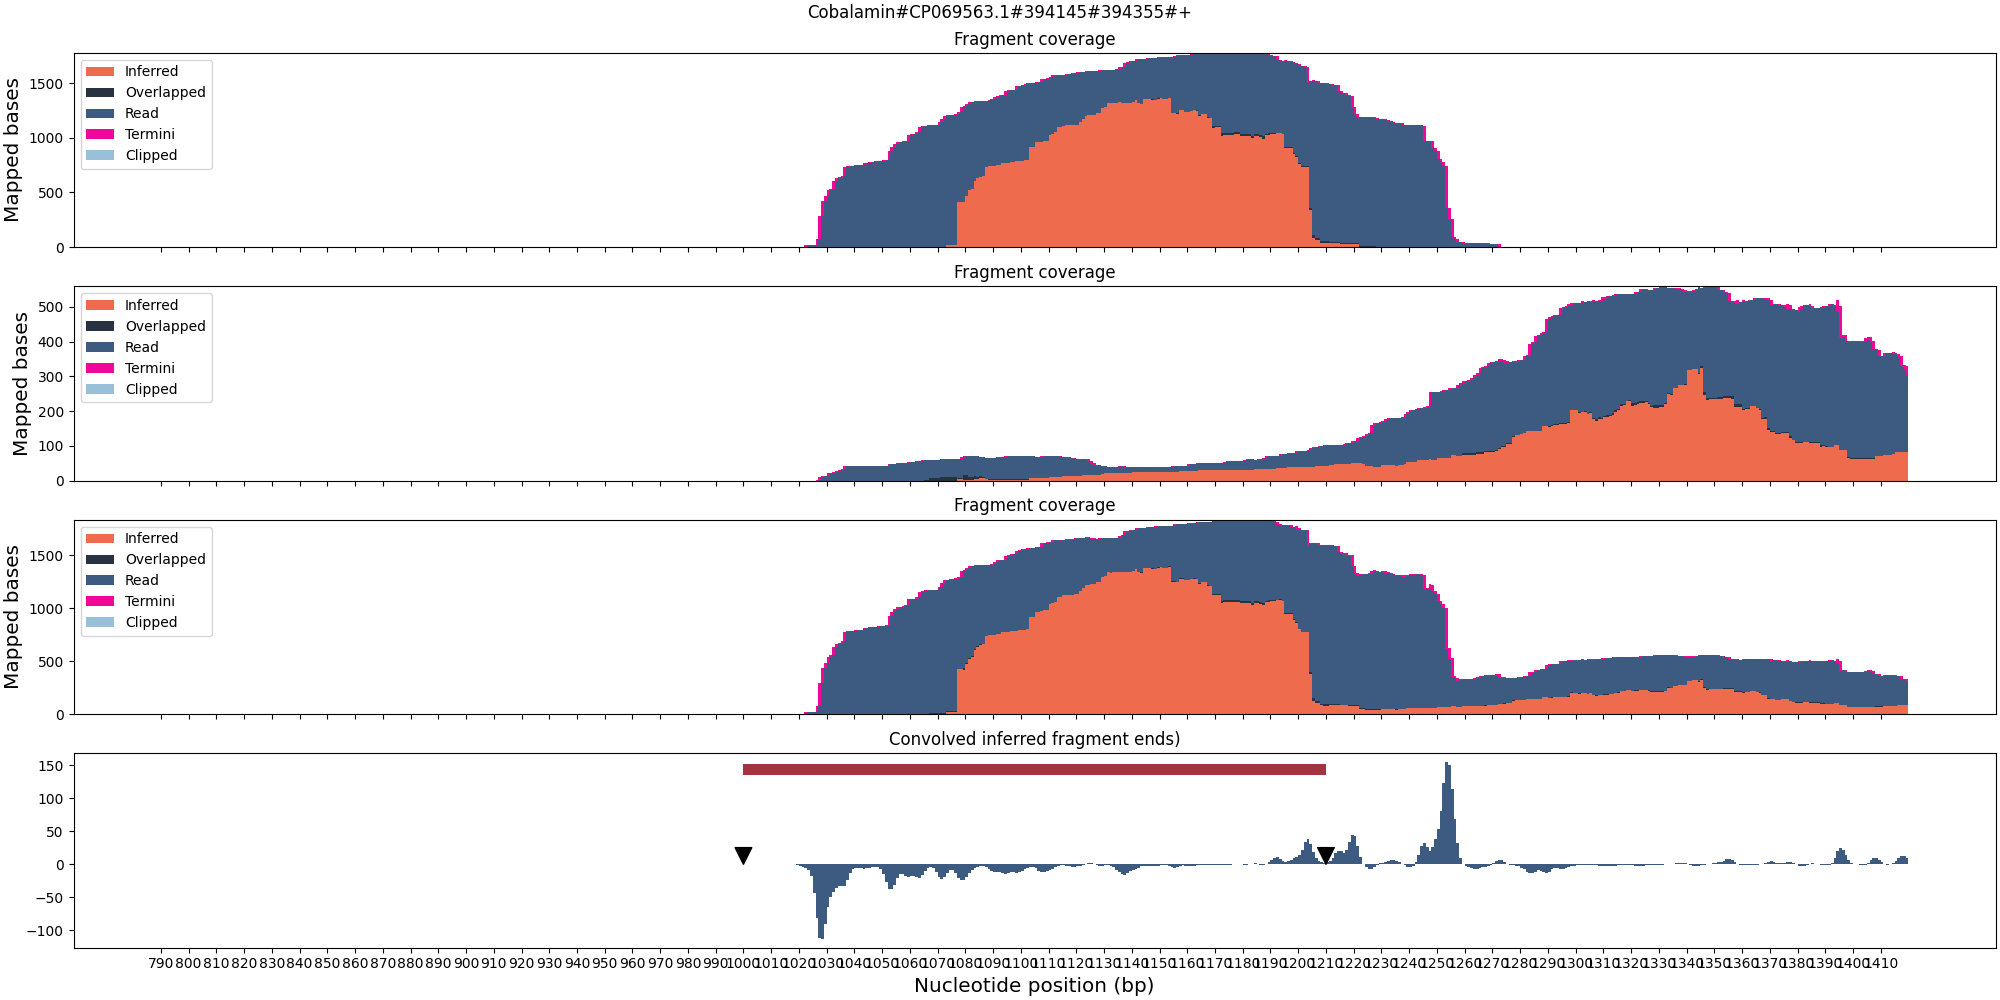 Cobalamin#CP069563.1#394145#394355#+
Fragment coverage
Mapped bases
1500
1000
500
0
Inferred
Overlapped
Read
Termini
Clipped
Fragment coverage
Mapped bases
500
400
300
200
100
0
Inferred
Overlapped
Read
Termini
Clipped
Fragment coverage
Mapped bases
1500
1000
500
0
Inferred
Overlapped
Read
Termini
Clipped
Convolved inferred fragment ends)
150
100
50
0
−50
−100
790 800 810 820 830 840 850 860 870 880 890 900 910 920 930 940 950 960 970 980 990 1000 1010 1020 1030 1040 1050 1060 1070 1080 1090 1100 1110 1120 1130 1140 1150 1160 1170 1180 1190 1200 1210 1220 1230 1240 1250 1260 1270 1280 1290 1300 1310 1320 1330 1340 1350 1360 1370 1380 1390 1400 1410
Nucleotide position (bp)